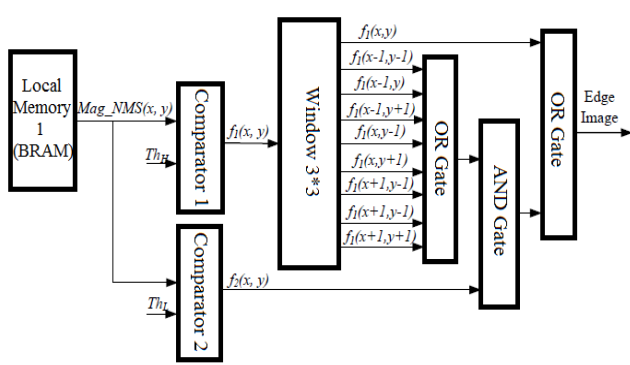 Local
Memory
1
(BRAM)
Mag_NMS(x, y)
Th_H
Comparator 1
f1(x, y)
Th_L
Comparator 2
f2(x, y)
Window 3*3
f1(x,y)
f1(x-1,y-1)
f1(x-1,y)
f1(x-1,y+1)
f1(x,y-1)
f1(x,y+1)
f1(x+1,y-1)
f1(x+1,y-1)
f1(x+1,y+1)
OR Gate
AND Gate
OR Gate
Edge
Image